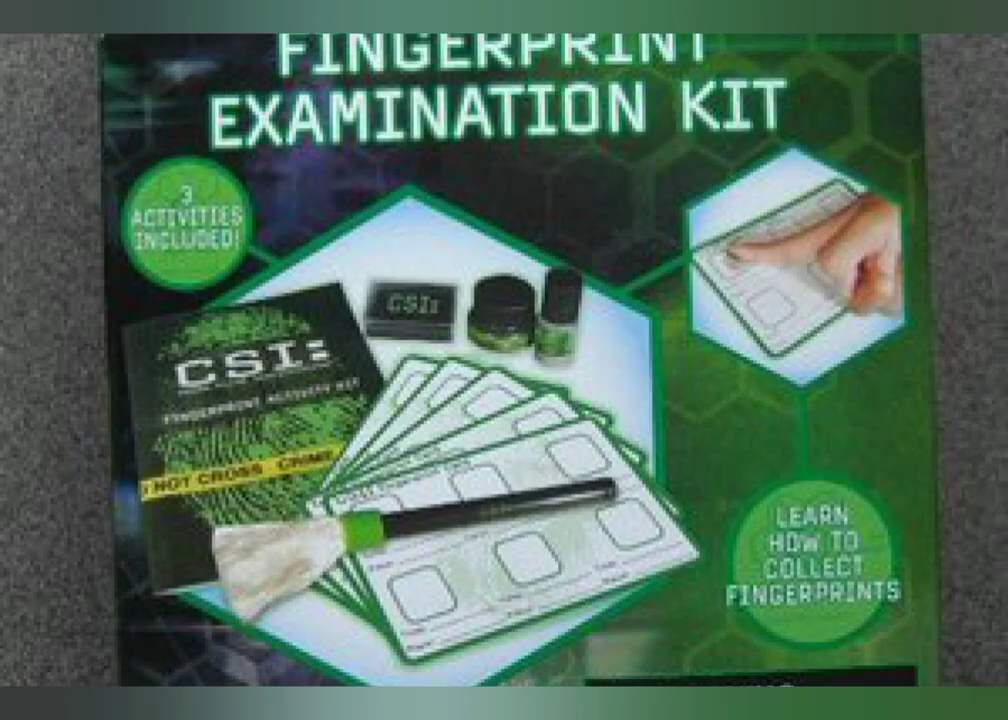 FINGERPRINT
EXAMINATION KIT
3
ACTIVITIES
INCLUDED!
CSI:
CSI:
FINGERPRINT ACTIVITY KIT
NOT CROSS CRIME
LEARN
HOW TO
COLLECT
FINGERPRINTS